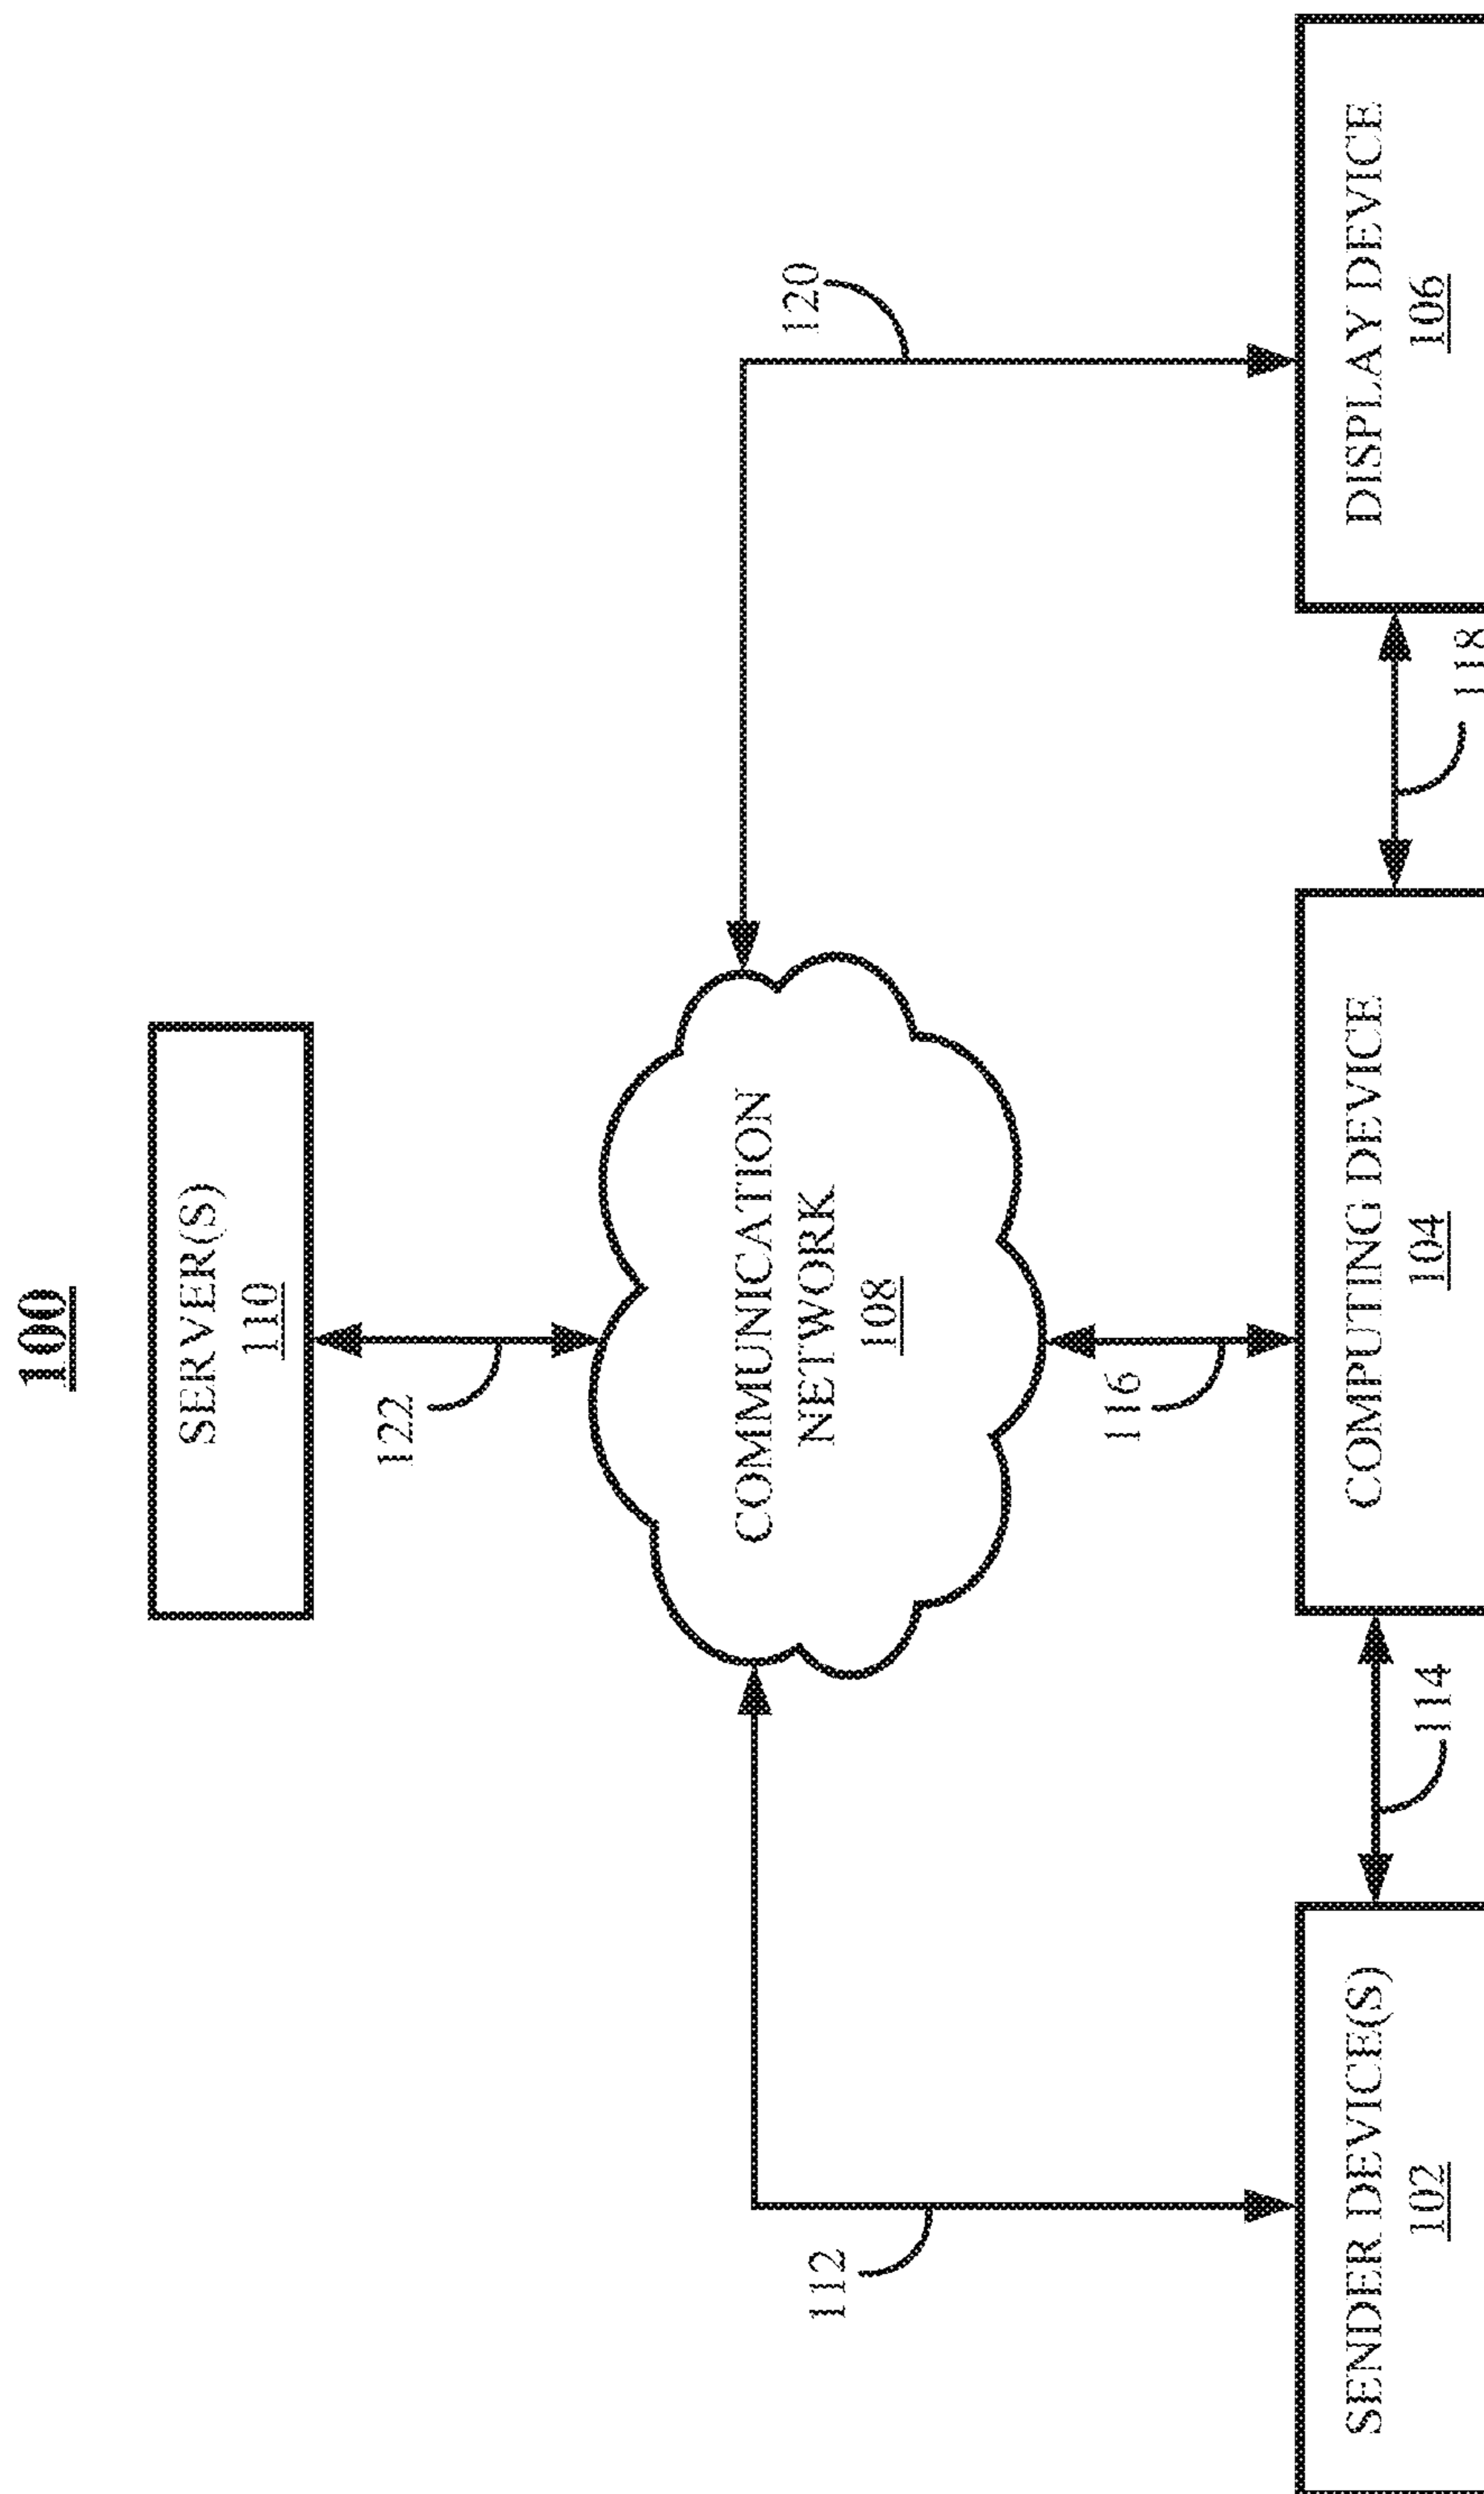 100
SERVER(S)
110
122
COMMUNICATION
NETWORK
108
112
120
116
SENDER DEVICE(S)
102
114
COMPUTING DEVICE
104
118
DISPLAY DEVICE
106